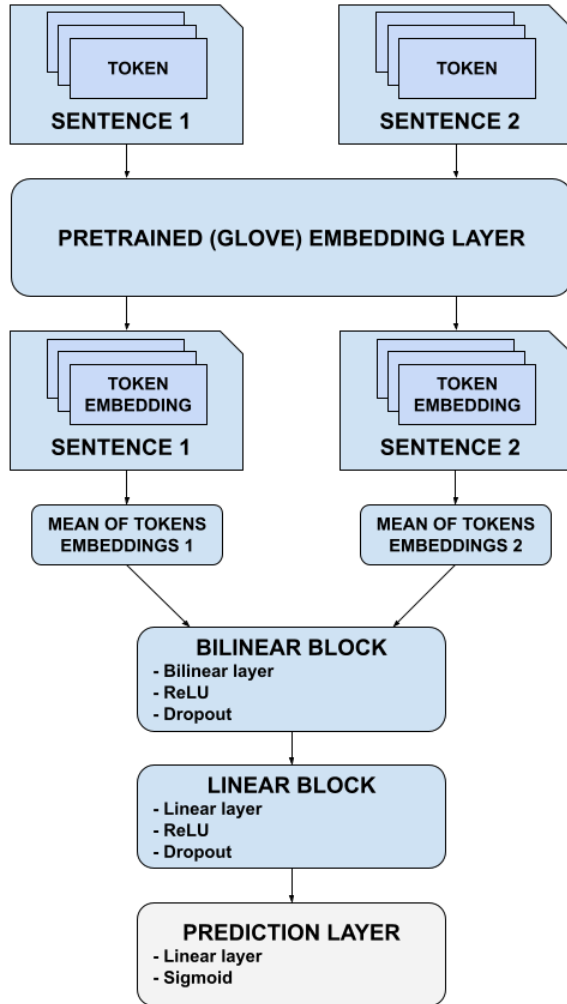 TOKEN
SENTENCE 1
TOKEN
SENTENCE 2
PRETRAINED (GLOVE) EMBEDDING LAYER
TOKEN
EMBEDDING
SENTENCE 1
TOKEN
EMBEDDING
SENTENCE 2
MEAN OF TOKENS
EMBEDDINGS 1
MEAN OF TOKENS
EMBEDDINGS 2
BILINEAR BLOCK
- Bilinear layer
- ReLU
- Dropout
LINEAR BLOCK
- Linear layer
- ReLU
- Dropout
PREDICTION LAYER
- Linear layer
- Sigmoid